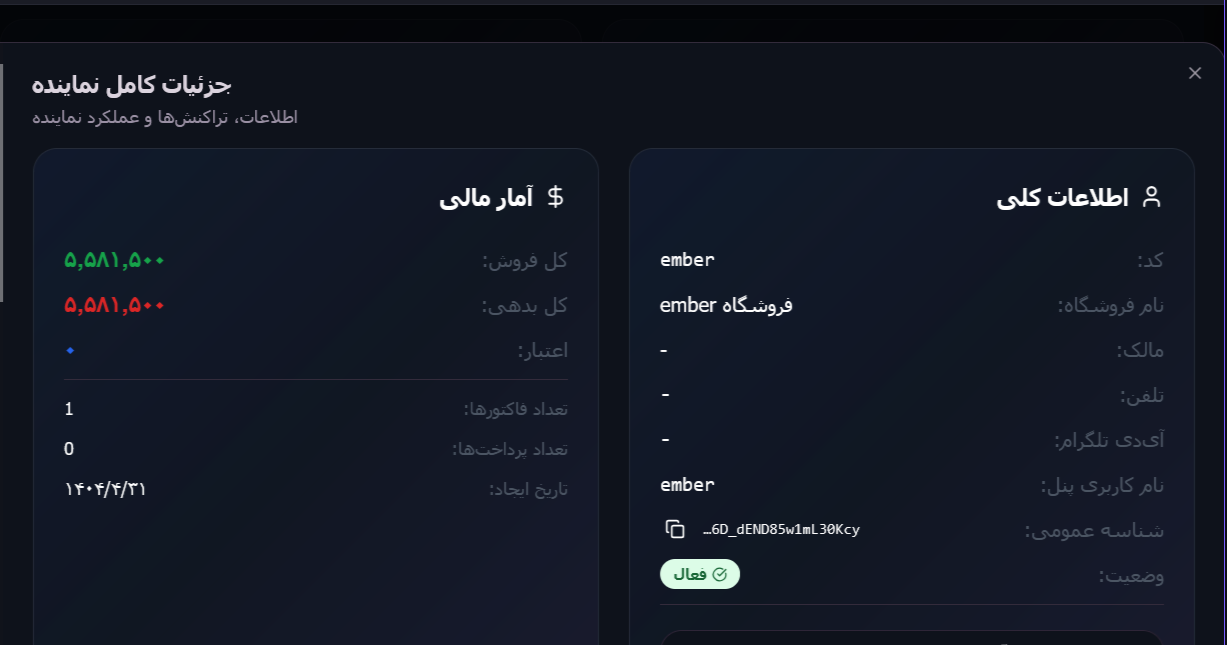 جزئیات کامل نماینده
اطلاعات، تراکنش‌ها و عملکرد نماینده
اطلاعات کلی
کد: ember
نام فروشگاه: فروشگاه ember
مالک: -
تلفن: -
آی‌دی تلگرام: -
نام کاربری پنل: ember
شناسه عمومی: 6D_dEND85w1mL30Kcy…
وضعیت: فعال
آمار مالی
کل فروش: ۵,۵۸۱,۵۰۰
کل بدهی: ۵,۵۸۱,۵۰۰
اعتبار: ۰
تعداد فاکتورها: 1
تعداد پرداخت‌ها: 0
تاریخ ایجاد: ۱۴۰۴/۴/۳۱